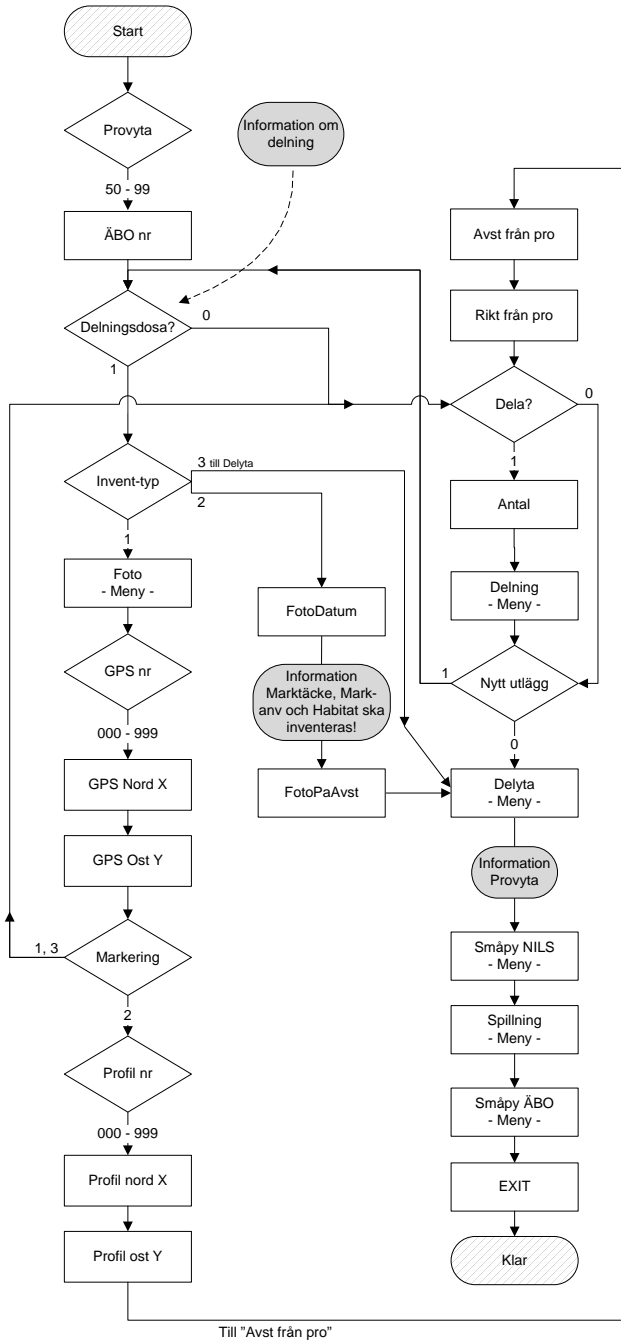 Start
Provyta
50 - 99
ÄBO nr
Information om
delning
Delningsdosa?
0
1
Invent-typ
3 till Delyta
2
1
Foto
- Meny -
GPS nr
000 - 999
GPS Nord X
GPS Ost Y
Markering
1, 3
2
Profil nr
000 - 999
Profil nord X
Profil ost Y
Till "Avst från pro"
FotoDatum
Information
Marktäcke, Mark-
anv och Habitat ska
inventeras!
FotoPaAvst
Avst från pro
Rikt från pro
Dela?
0
1
Antal
Delning
- Meny -
Nytt utlägg
1
0
Delyta
- Meny -
Information
Provyta
Småpy NILS
- Meny -
Spillning
- Meny -
Småpy ÄBO
- Meny -
EXIT
Klar